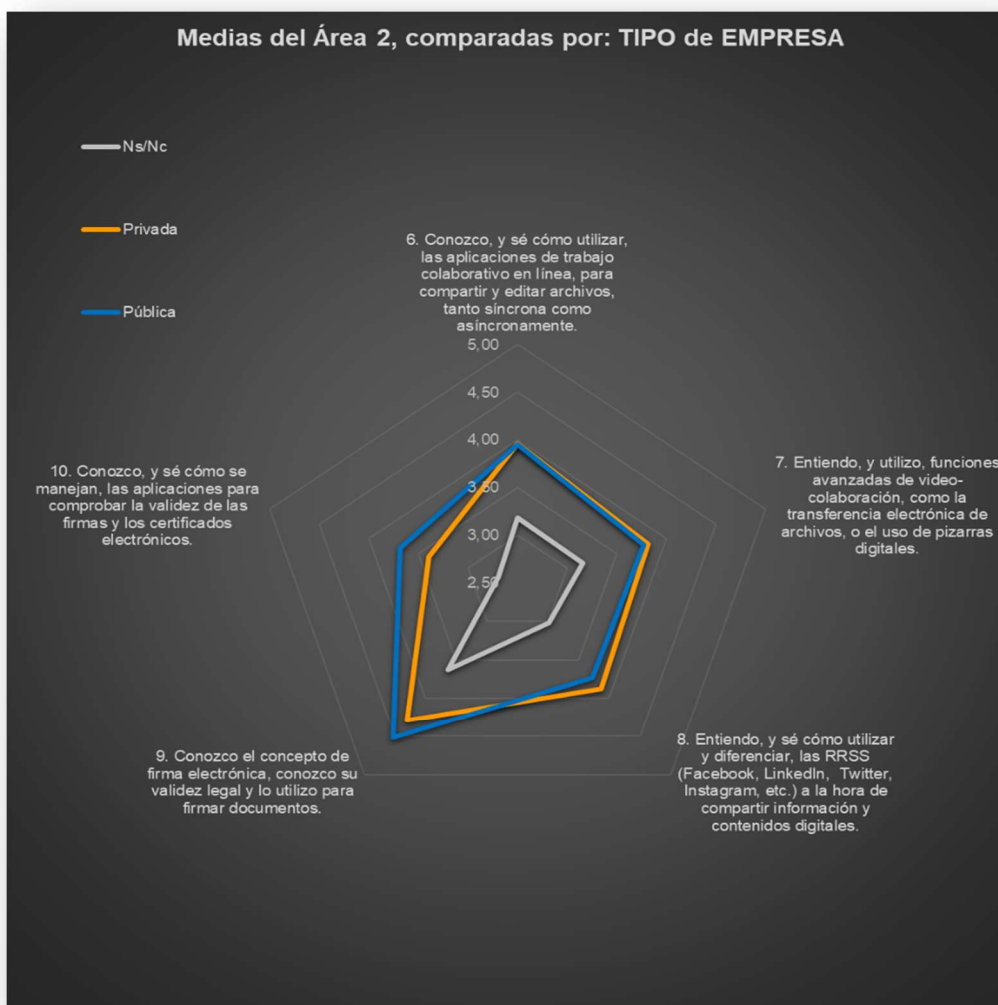 Medias del Área 2, comparadas por: TIPO de EMPRESA
Ns/Nc
Privada
Pública
6. Conozco, y sé cómo utilizar,
las aplicaciones de trabajo
colaborativo en línea, para
compartir y editar archivos,
tanto síncrona como
asíncronamente.
5,00
4,50
4,00
3,50
3,00
2,50
7. Entiendo, y utilizo, funciones
avanzadas de video-
colaboración, como la
transferencia electrónica de
archivos, o el uso de pizarras
digitales.
8. Entiendo, y sé cómo utilizar
y diferenciar, las RRSS
(Facebook, LinkedIn, Twitter,
Instagram, etc.) a la hora de
compartir información y
contenidos digitales.
9. Conozco el concepto de
firma electrónica, conozco su
validez legal y lo utilizo para
firmar documentos.
10. Conozco, y sé cómo se
manejan, las aplicaciones para
comprobar la validez de las
firmas y los certificados
electrónicos.